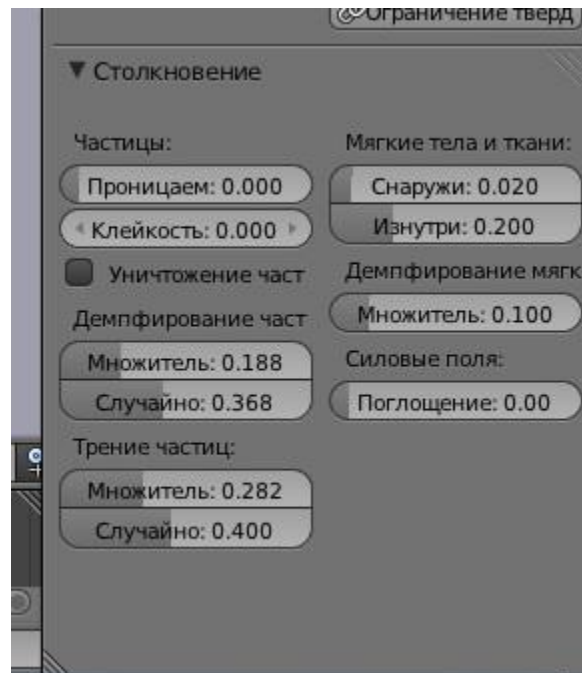 Ограничение тверд
Столкновение
Частицы:
Проницаем: 0.000
Клейкость: 0.000
Уничтожение част
Демпфирование част
Множитель: 0.188
Случайно: 0.368
Трение частиц:
Множитель: 0.282
Случайно: 0.400
Мягкие тела и ткани:
Снаружи: 0.020
Изнутри: 0.200
Демпфирование мягк
Множитель: 0.100
Силовые поля:
Поглощение: 0.00